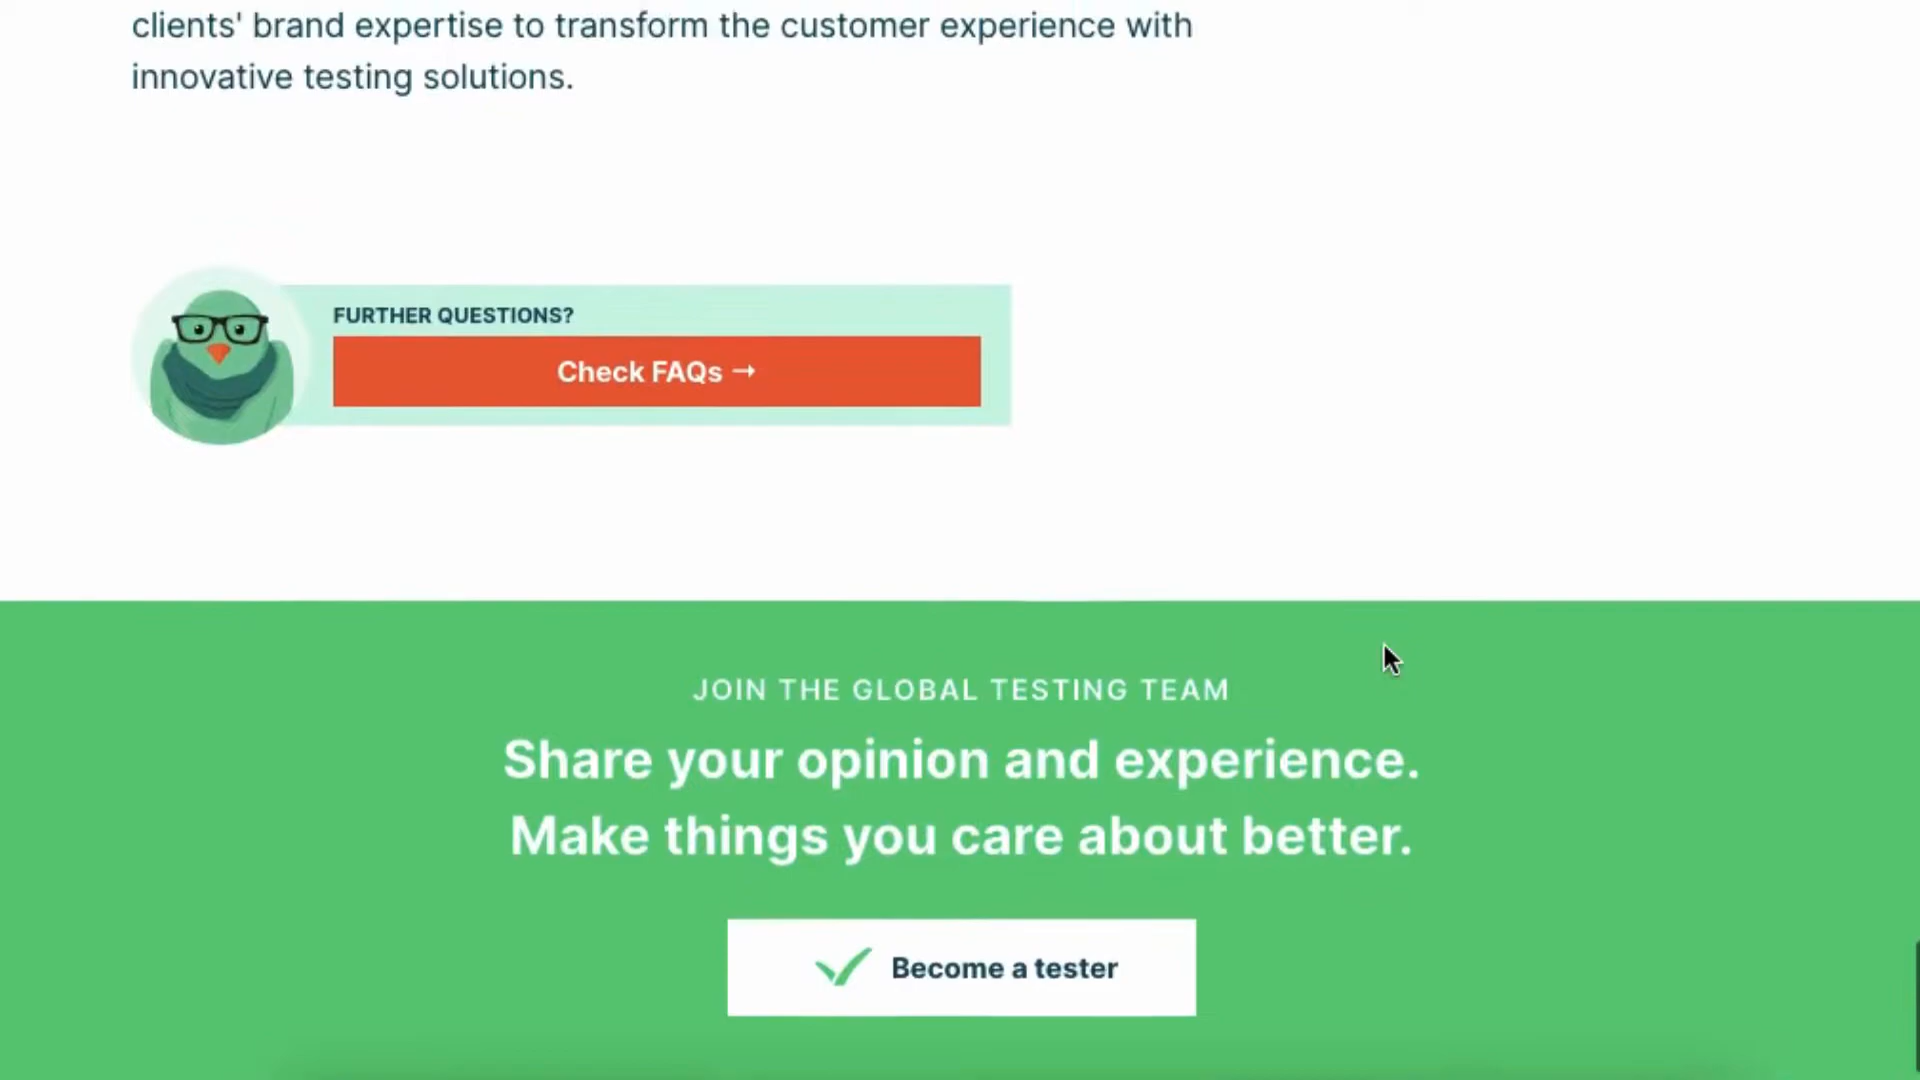 clients' brand expertise to transform the customer experience with
innovative testing solutions.
FURTHER QUESTIONS?
Check FAQs →
JOIN THE GLOBAL TESTING TEAM
Share your opinion and experience.
Make things you care about better.
Become a tester